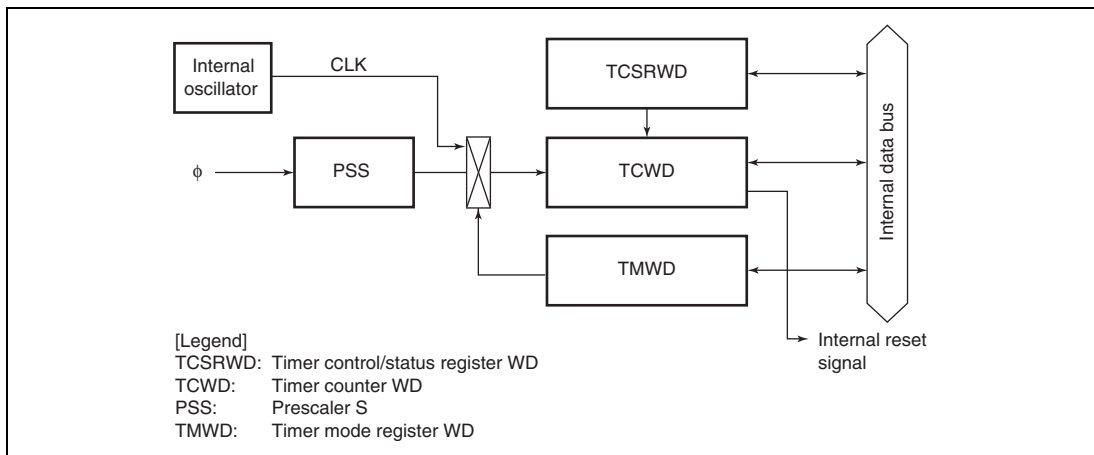 Internal
oscillator
CLK
TCSRWD
φ
PSS
TCWD
TMWD
Internal data bus
Internal reset
signal
[Legend]
TCSRWD: Timer control/status register WD
TCWD: Timer counter WD
PSS: Prescaler S
TMWD: Timer mode register WD